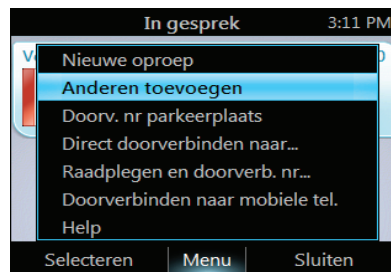 In gesprek 3:11 PM
Nieuwe oproep
Anderen toevoegen
Doorv. nr parkeerplaats
Direct doorverbinden naar...
Raadplegen en doorverb. nr...
Doorverbinden naar mobiele tel.
Help
Selecteren Menu Sluiten